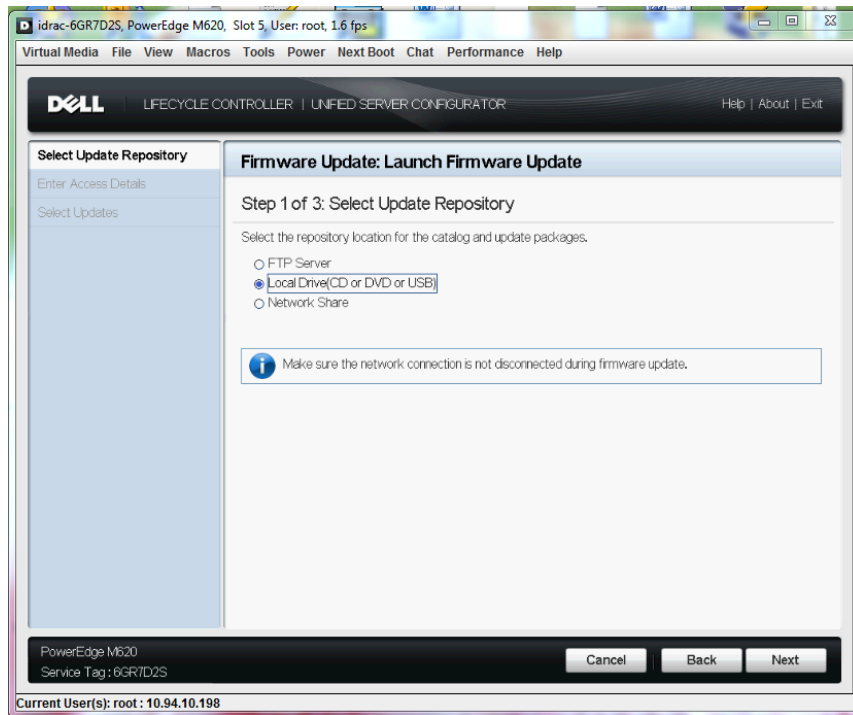 idrac-6GR7D2S, PowerEdge M620, Slot 5, User: root, 1.6 fps
Virtual Media File View Macros Tools Power Next Boot Chat Performance Help
DELL LIFECYCLE CONTROLLER | UNIFIED SERVER CONFIGURATOR Help | About | Exit
Select Update Repository
Enter Access Details
Select Updates
Firmware Update: Launch Firmware Update
Step 1 of 3: Select Update Repository
Select the repository location for the catalog and update packages.
FTP Server
Local Drive(CD or DVD or USB)
Network Share
Make sure the network connection is not disconnected during firmware update.
PowerEdge M620
Service Tag : 6GR7D2S
Cancel Back Next
Current User(s): root : 10.94.10.198